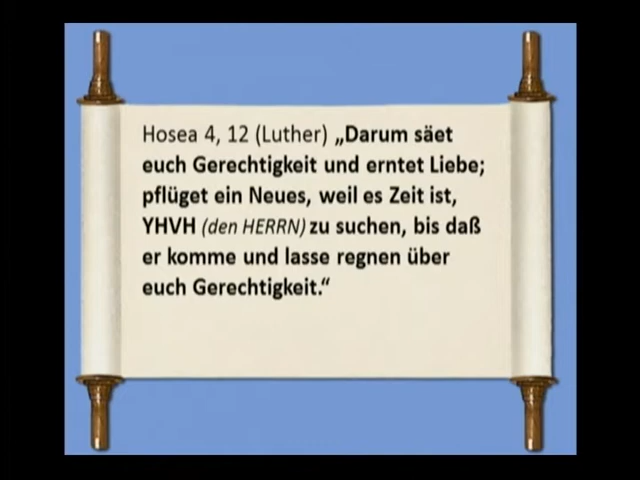 Hosea 4, 12 (Luther) „Darum säet
euch Gerechtigkeit und erntet Liebe;
pflüget ein Neues, weil es Zeit ist,
YHVH (den HERRN) zu suchen, bis daß
er komme und lasse regnen über
euch Gerechtigkeit.“